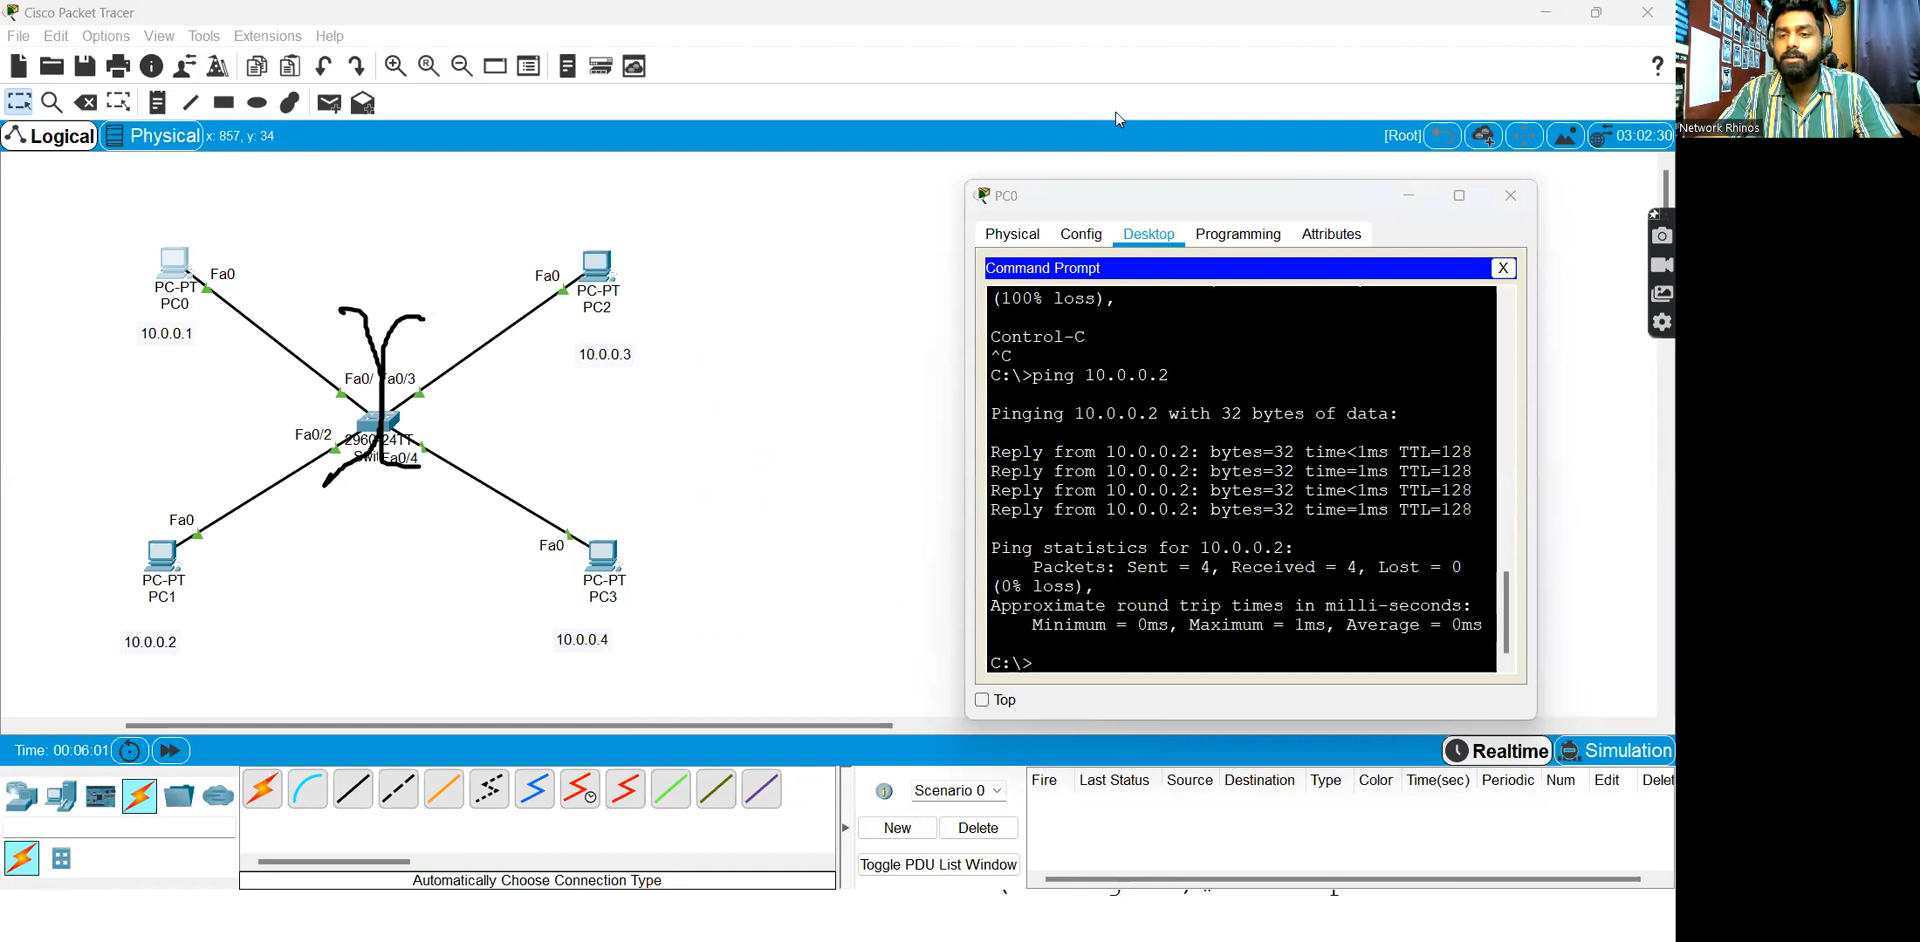 Cisco Packet Tracer
File Edit Options View Tools Extensions Help
Logical Physical x: 857, y: 34
[Root] 03:02:30
Network Rhinos
Fa0
PC-PT
PC0
10.0.0.1
Fa0
PC-PT
PC2
10.0.0.3
Fa0/ Fa0/3
Fa0/2
2960-24TT
Swit Fa0/4
Fa0
PC-PT
PC1
10.0.0.2
Fa0
PC-PT
PC3
10.0.0.4
PC0
Physical Config Desktop Programming Attributes
Command Prompt X
(100% loss),
Control-C
^C
C:\>ping 10.0.0.2
Pinging 10.0.0.2 with 32 bytes of data:
Reply from 10.0.0.2: bytes=32 time<1ms TTL=128
Reply from 10.0.0.2: bytes=32 time=1ms TTL=128
Reply from 10.0.0.2: bytes=32 time<1ms TTL=128
Reply from 10.0.0.2: bytes=32 time=1ms TTL=128
Ping statistics for 10.0.0.2:
Packets: Sent = 4, Received = 4, Lost = 0
(0% loss),
Approximate round trip times in milli-seconds:
Minimum = 0ms, Maximum = 1ms, Average = 0ms
C:\>
Top
Time: 00:06:01
Realtime Simulation
Scenario 0
New Delete
Toggle PDU List Window
Fire Last Status Source Destination Type Color Time(sec) Periodic Num Edit Delet
Automatically Choose Connection Type